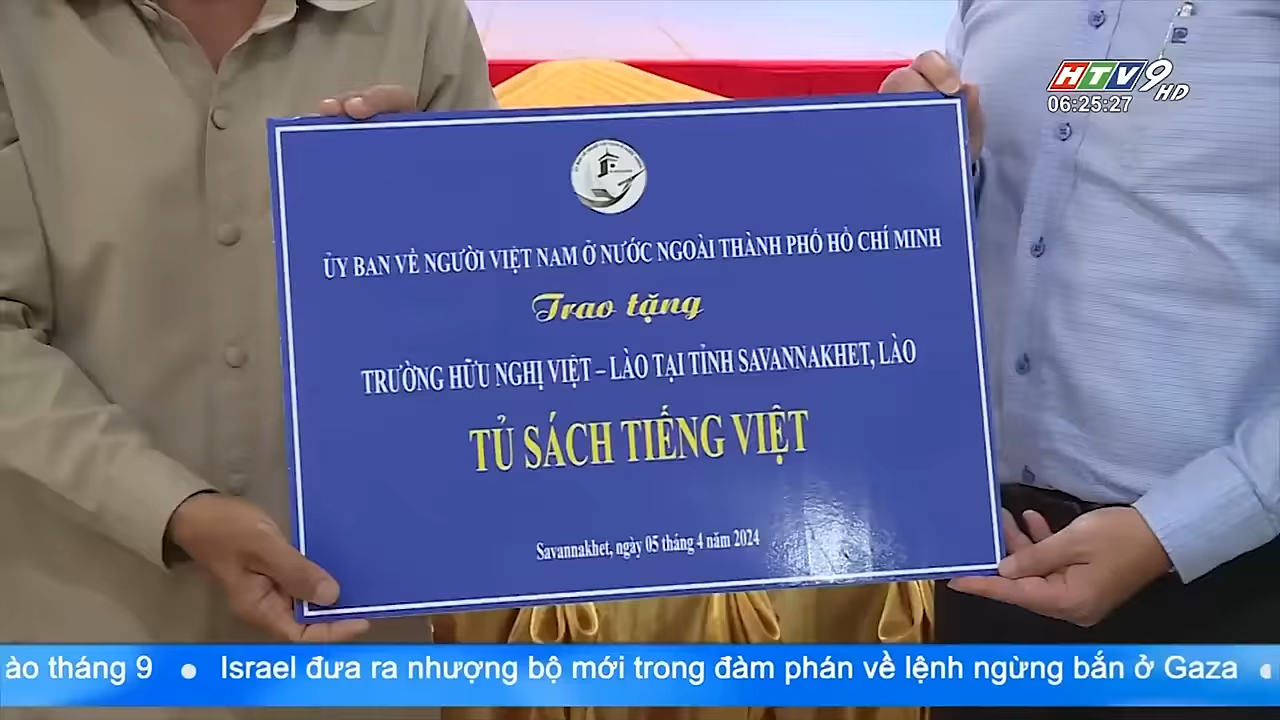 HTV9 HD
06:25:27
ỦY BAN VỀ NGƯỜI VIỆT NAM Ở NƯỚC NGOÀI THÀNH PHỐ HỒ CHÍ MINH
Trao tặng
TRƯỜNG HỮU NGHỊ VIỆT – LÀO TẠI TỈNH SAVANNAKHET, LÀO
TỦ SÁCH TIẾNG VIỆT
Savannakhet, ngày 05 tháng 4 năm 2024
ào tháng 9 • Israel đưa ra nhượng bộ mới trong đàm phán về lệnh ngừng bắn ở Gaza •